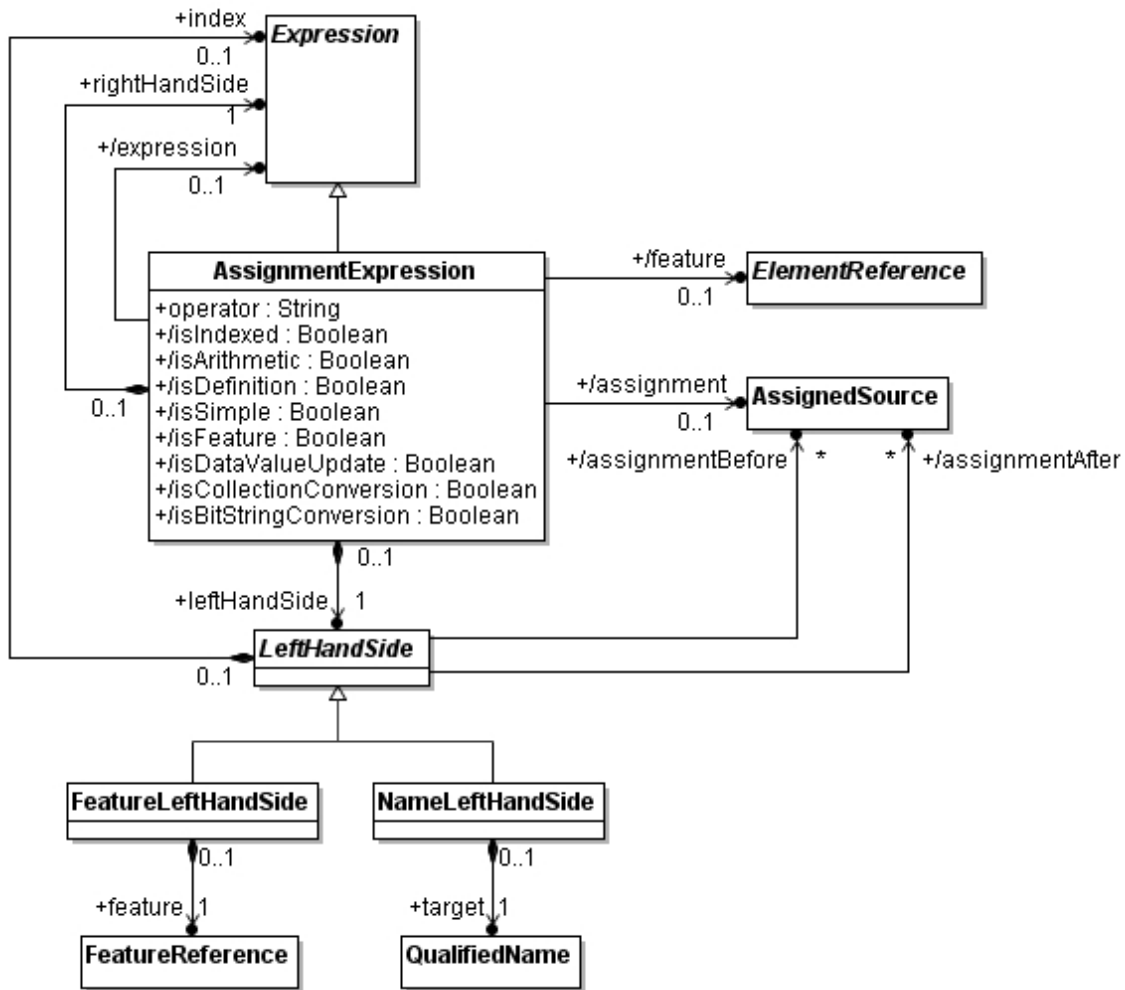 +index
Expression
0..1
+rightHandSide
1
+/expression
0..1
AssignmentExpression
+operator : String
+/isIndexed : Boolean
+/isArithmetic : Boolean
+/isDefinition : Boolean
+/isSimple : Boolean
+/isFeature : Boolean
+/isDataValueUpdate : Boolean
+/isCollectionConversion : Boolean
+/isBitStringConversion : Boolean
0..1
+/feature
0..1
ElementReference
+/assignment
0..1
AssignedSource
+/assignmentBefore
*
*
+/assignmentAfter
0..1
+leftHandSide
1
LeftHandSide
0..1
FeatureLeftHandSide
NameLeftHandSide
0..1
0..1
+feature
1
+target
1
FeatureReference
QualifiedName